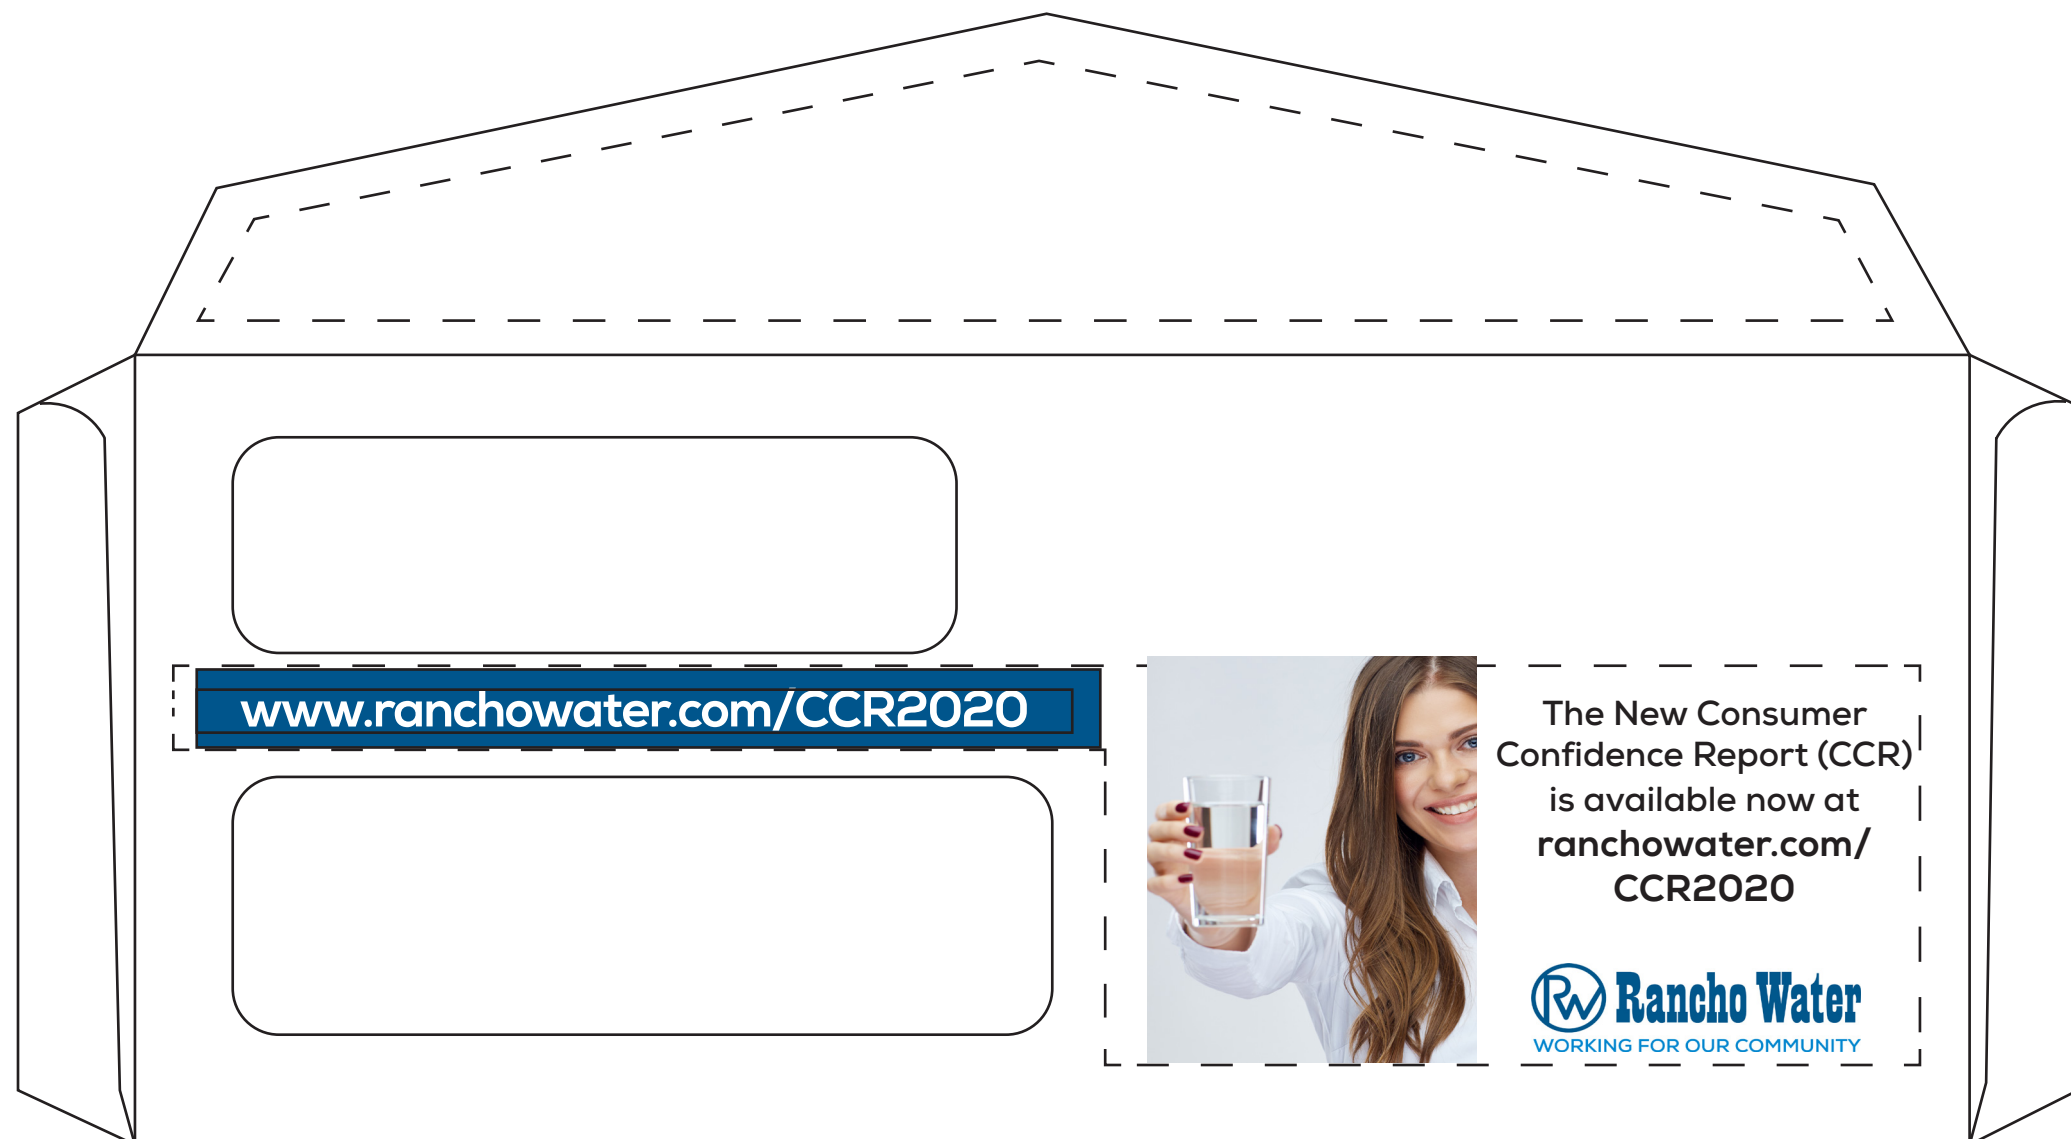 www.ranchowater.com/CCR2020
The New Consumer
Confidence Report (CCR)
is available now at
ranchowater.com/
CCR2020
RW Rancho Water
WORKING FOR OUR COMMUNITY